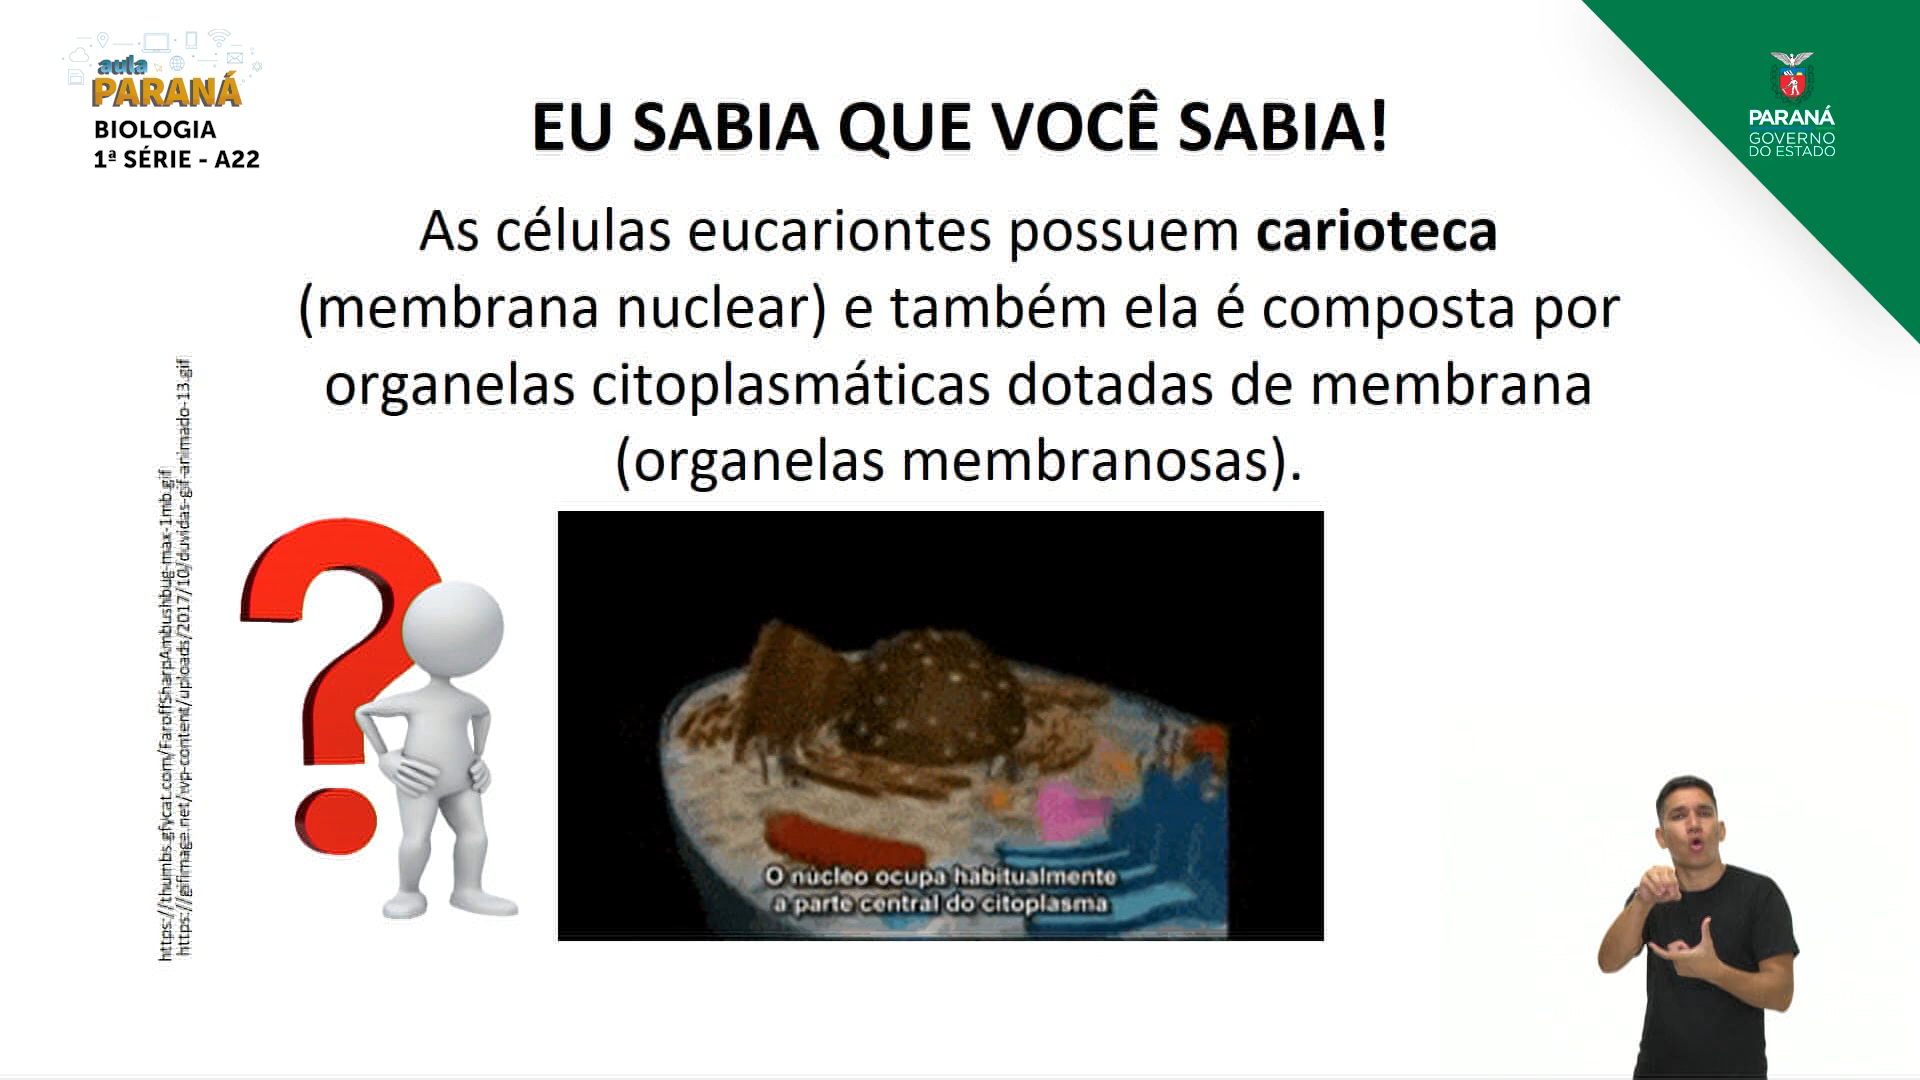 aula
PARANÁ
BIOLOGIA
1ª SÉRIE - A22
PARANÁ
GOVERNO
DO ESTADO
EU SABIA QUE VOCÊ SABIA!
As células eucariontes possuem carioteca
(membrana nuclear) e também ela é composta por
organelas citoplasmáticas dotadas de membrana
(organelas membranosas).
https://thumbs.gfycat.com/FaroffSharpAmbushbug-max-1mb.gif
https://gifimage.net/wp-content/uploads/2017/10/duvidas-gif-animado-13.gif
O núcleo ocupa habitualmente
a parte central do citoplasma